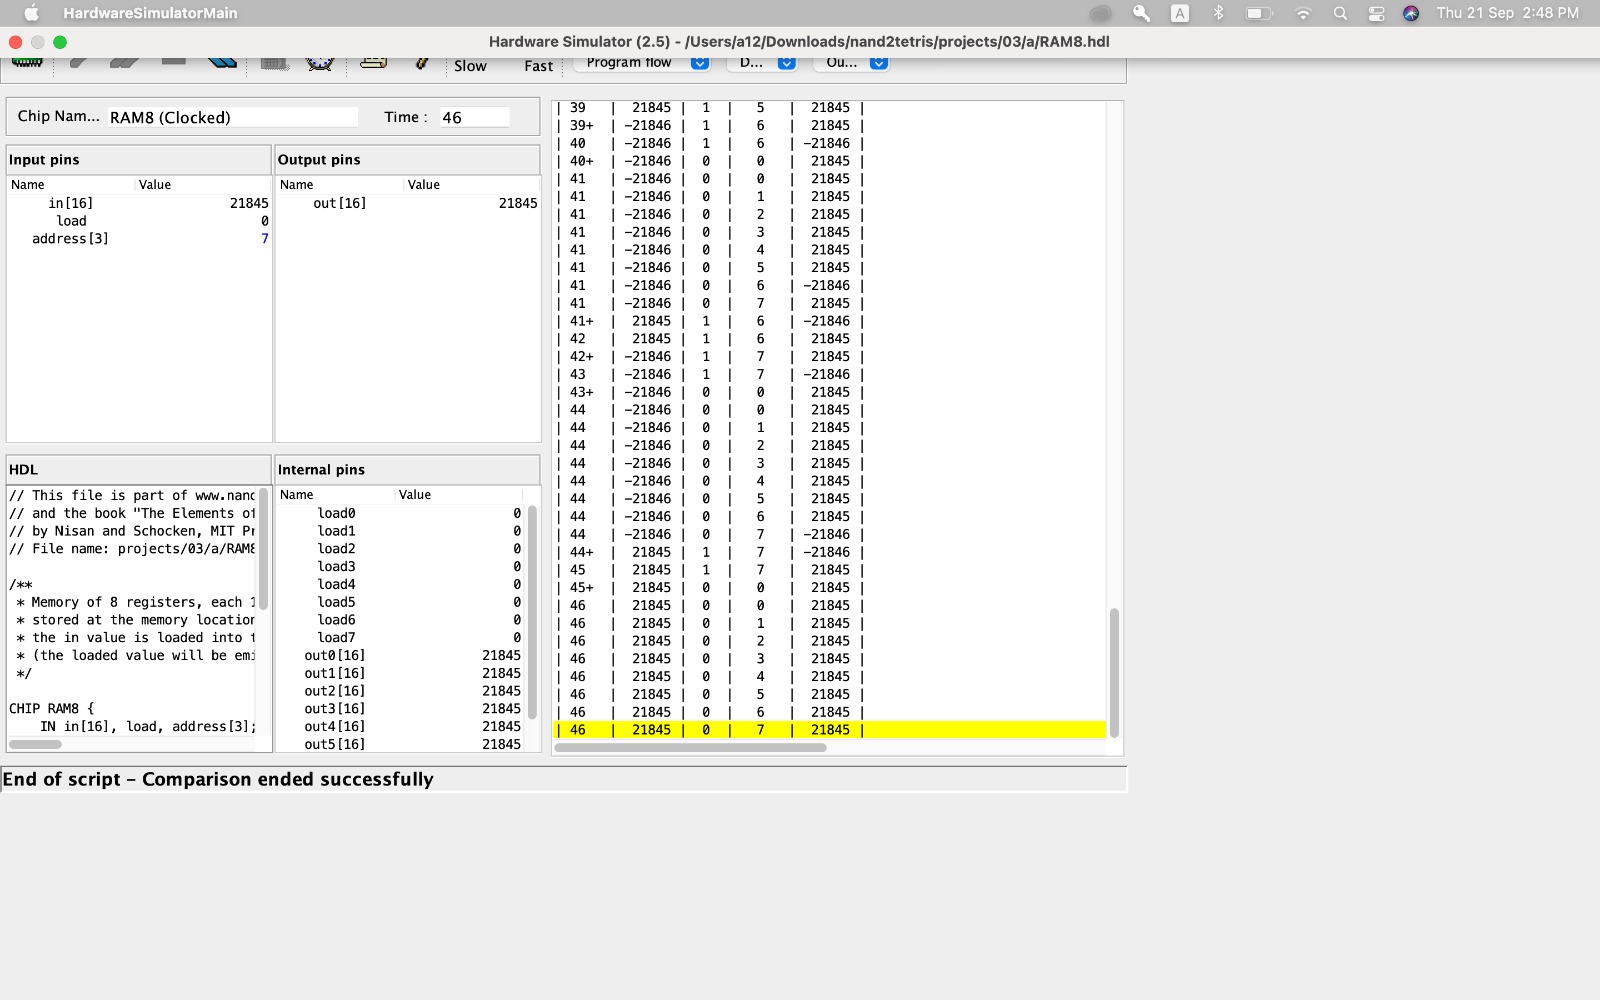 HardwareSimulatorMain
A
Thu 21 Sep 2:48 PM
Hardware Simulator (2.5) - /Users/a12/Downloads/nand2tetris/projects/03/a/RAM8.hdl
Slow Fast Program flow D... Ou...
Chip Nam... RAM8 (Clocked) Time : 46
Input pins
Name Value
in[16] 21845
load 0
address[3] 7
Output pins
Name Value
out[16] 21845
HDL
// This file is part of www.nand
// and the book "The Elements of
// by Nisan and Schocken, MIT Pr
// File name: projects/03/a/RAM8
/**
* Memory of 8 registers, each 1
* stored at the memory location
* the in value is loaded into t
* (the loaded value will be emi
*/
CHIP RAM8 {
IN in[16], load, address[3];
Internal pins
Name Value
load0 0
load1 0
load2 0
load3 0
load4 0
load5 0
load6 0
load7 0
out0[16] 21845
out1[16] 21845
out2[16] 21845
out3[16] 21845
out4[16] 21845
out5[16] 21845
| 39 | 21845 | 1 | 5 | 21845 |
| 39+ | -21846 | 1 | 6 | 21845 |
| 40 | -21846 | 1 | 6 | -21846 |
| 40+ | -21846 | 0 | 0 | 21845 |
| 41 | -21846 | 0 | 0 | 21845 |
| 41 | -21846 | 0 | 1 | 21845 |
| 41 | -21846 | 0 | 2 | 21845 |
| 41 | -21846 | 0 | 3 | 21845 |
| 41 | -21846 | 0 | 4 | 21845 |
| 41 | -21846 | 0 | 5 | 21845 |
| 41 | -21846 | 0 | 6 | -21846 |
| 41 | -21846 | 0 | 7 | 21845 |
| 41+ | 21845 | 1 | 6 | -21846 |
| 42 | 21845 | 1 | 6 | 21845 |
| 42+ | -21846 | 1 | 7 | 21845 |
| 43 | -21846 | 1 | 7 | -21846 |
| 43+ | -21846 | 0 | 0 | 21845 |
| 44 | -21846 | 0 | 0 | 21845 |
| 44 | -21846 | 0 | 1 | 21845 |
| 44 | -21846 | 0 | 2 | 21845 |
| 44 | -21846 | 0 | 3 | 21845 |
| 44 | -21846 | 0 | 4 | 21845 |
| 44 | -21846 | 0 | 5 | 21845 |
| 44 | -21846 | 0 | 6 | 21845 |
| 44 | -21846 | 0 | 7 | -21846 |
| 44+ | 21845 | 1 | 7 | -21846 |
| 45 | 21845 | 1 | 7 | 21845 |
| 45+ | 21845 | 0 | 0 | 21845 |
| 46 | 21845 | 0 | 0 | 21845 |
| 46 | 21845 | 0 | 1 | 21845 |
| 46 | 21845 | 0 | 2 | 21845 |
| 46 | 21845 | 0 | 3 | 21845 |
| 46 | 21845 | 0 | 4 | 21845 |
| 46 | 21845 | 0 | 5 | 21845 |
| 46 | 21845 | 0 | 6 | 21845 |
| 46 | 21845 | 0 | 7 | 21845 |
End of script - Comparison ended successfully